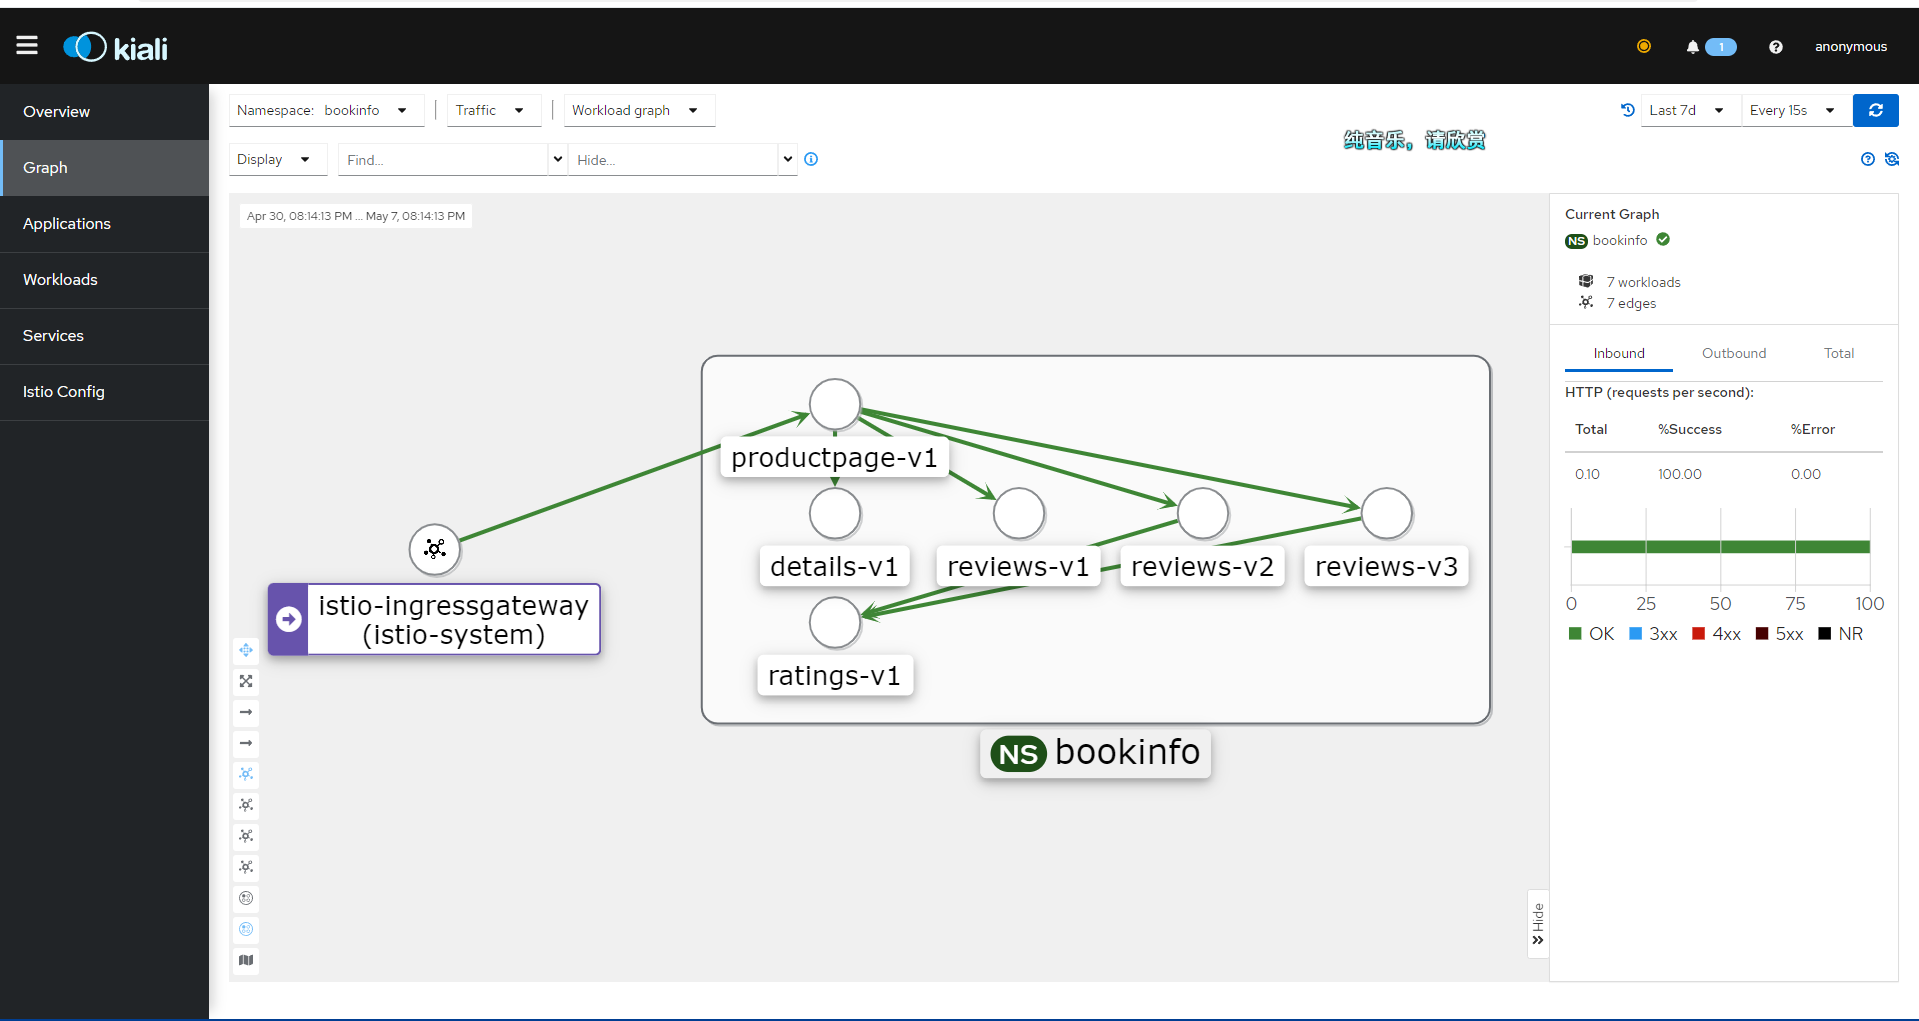 kiali
1
anonymous
Overview
Graph
Applications
Workloads
Services
Istio Config
Namespace: bookinfo
Traffic
Workload graph
Last 7d
Every 15s
纯音乐，请欣赏
Display
Find...
Hide...
Apr 30, 08:14:13 PM ... May 7, 08:14:13 PM
productpage-v1
details-v1
reviews-v1
reviews-v2
reviews-v3
istio-ingressgateway
(istio-system)
ratings-v1
NS bookinfo
Hide
Current Graph
NS bookinfo
7 workloads
7 edges
Inbound
Outbound
Total
HTTP (requests per second):
Total %Success %Error
0.10 100.00 0.00
0 25 50 75 100
OK 3xx 4xx 5xx NR